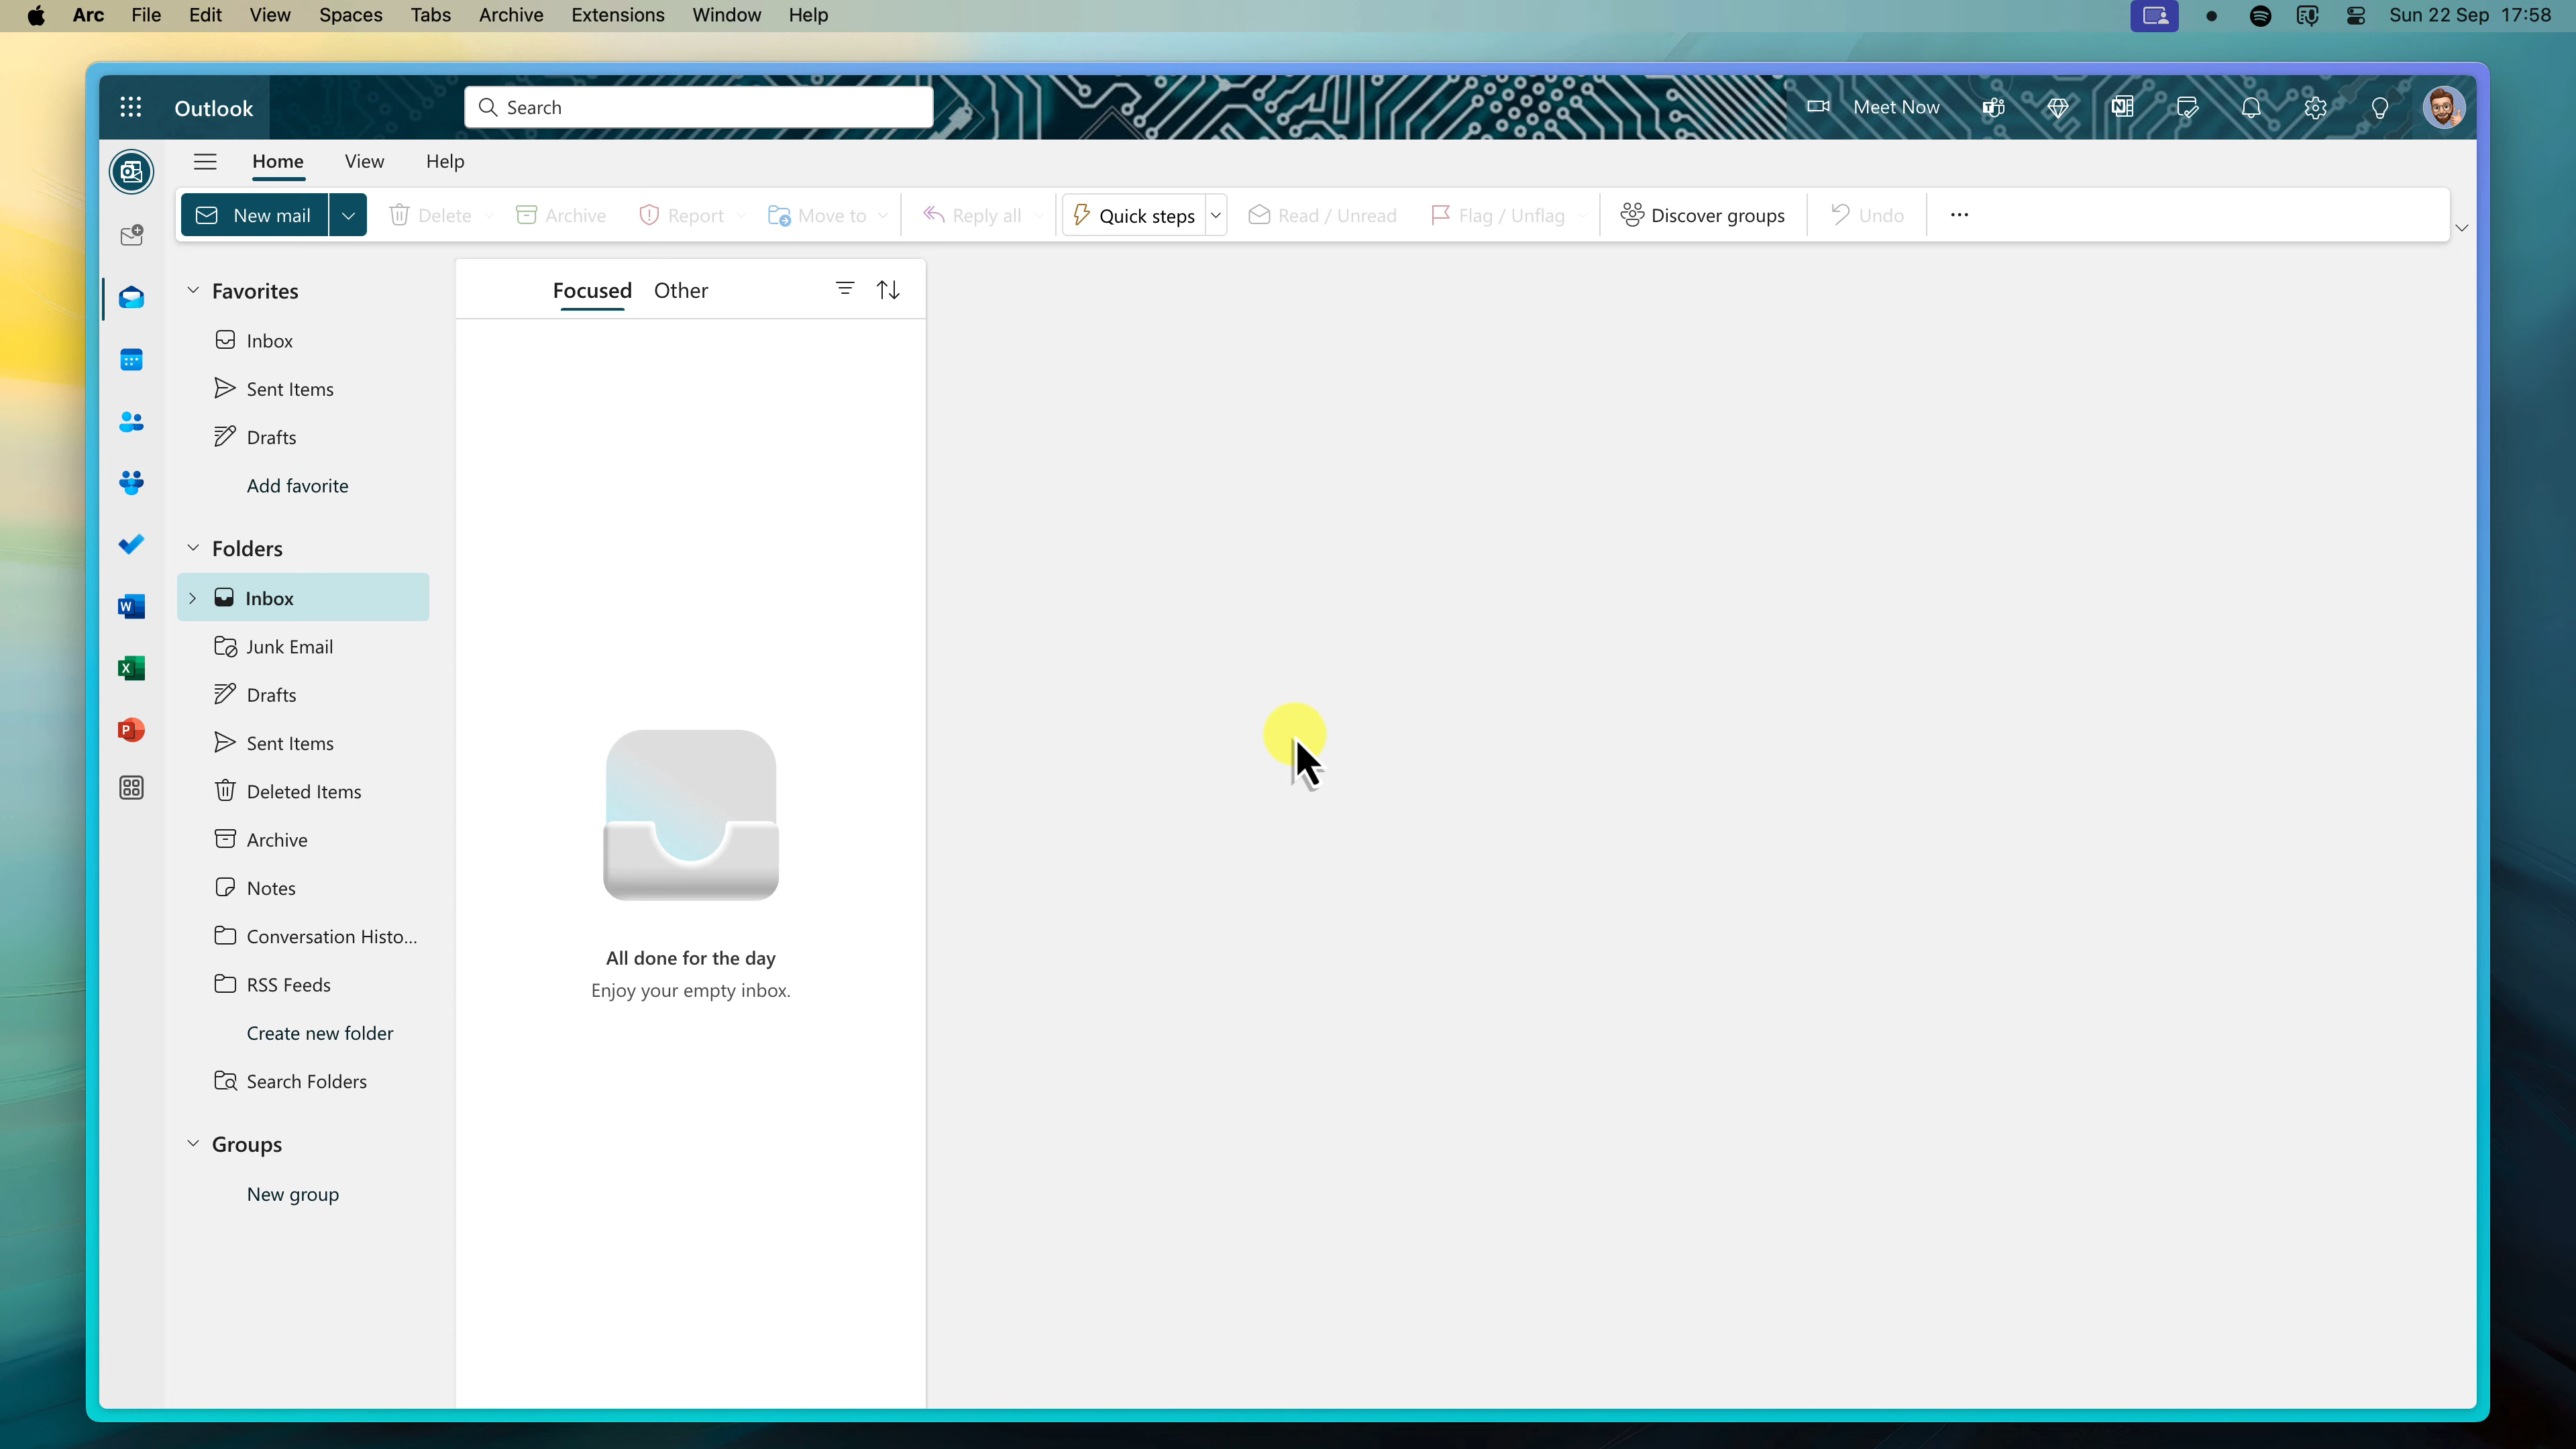 Arc File Edit View Spaces Tabs Archive Extensions Window Help Sun 22 Sep 17:58
Outlook Search Meet Now
Home View Help
New mail Delete Archive Report Move to Reply all Quick steps Read / Unread Flag / Unflag Discover groups Undo ...
Favorites
Inbox
Sent Items
Drafts
Add favorite
Folders
Inbox
Junk Email
Drafts
Sent Items
Deleted Items
Archive
Notes
Conversation Histo...
RSS Feeds
Create new folder
Search Folders
Groups
New group
Focused Other
All done for the day
Enjoy your empty inbox.